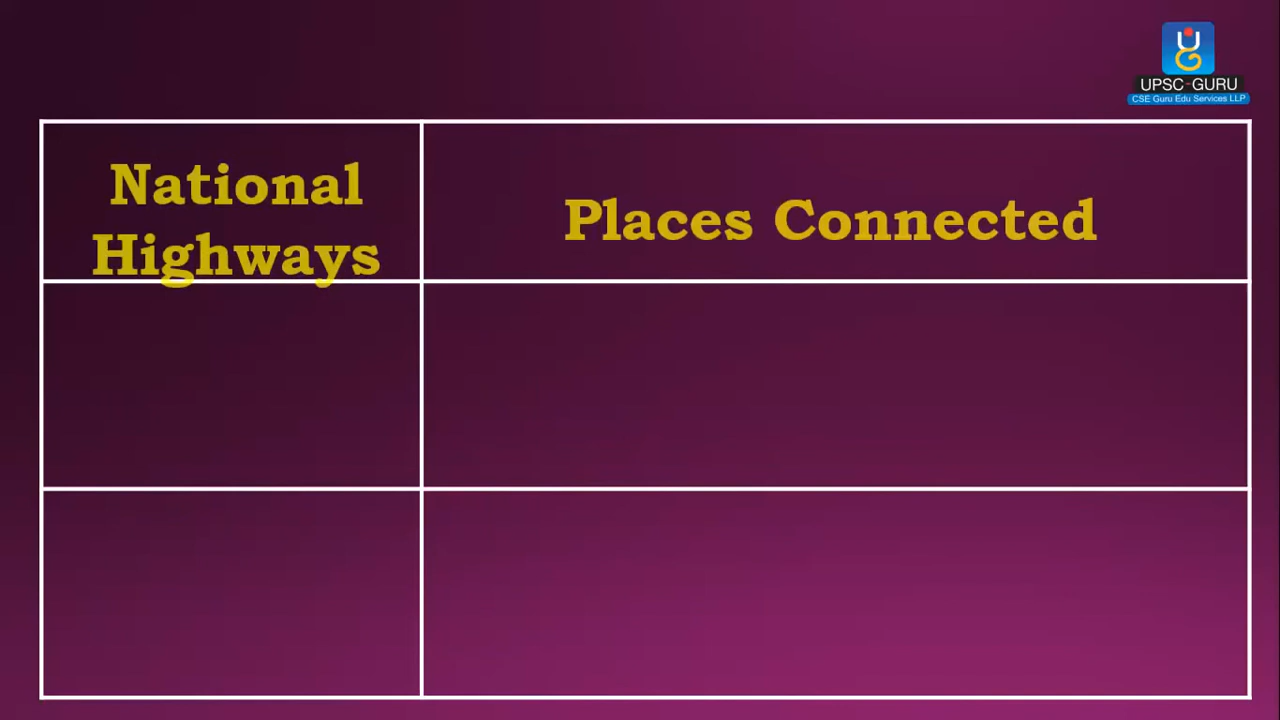 UPSC-GURU
CSE Guru Edu Services LLP
National
Highways
Places Connected